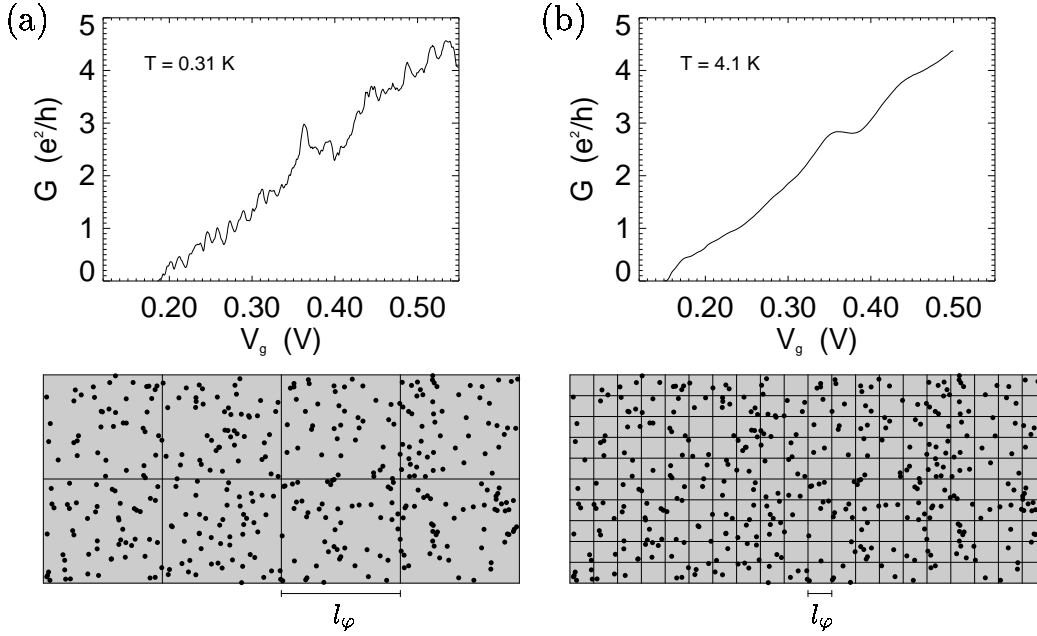 (a)
T = 0.31 K
G (e²/h)
5
4
3
2
1
0
0.20 0.30 0.40 0.50
V_g (V)
l_φ
(b)
T = 4.1 K
G (e²/h)
5
4
3
2
1
0
0.20 0.30 0.40 0.50
V_g (V)
l_φ